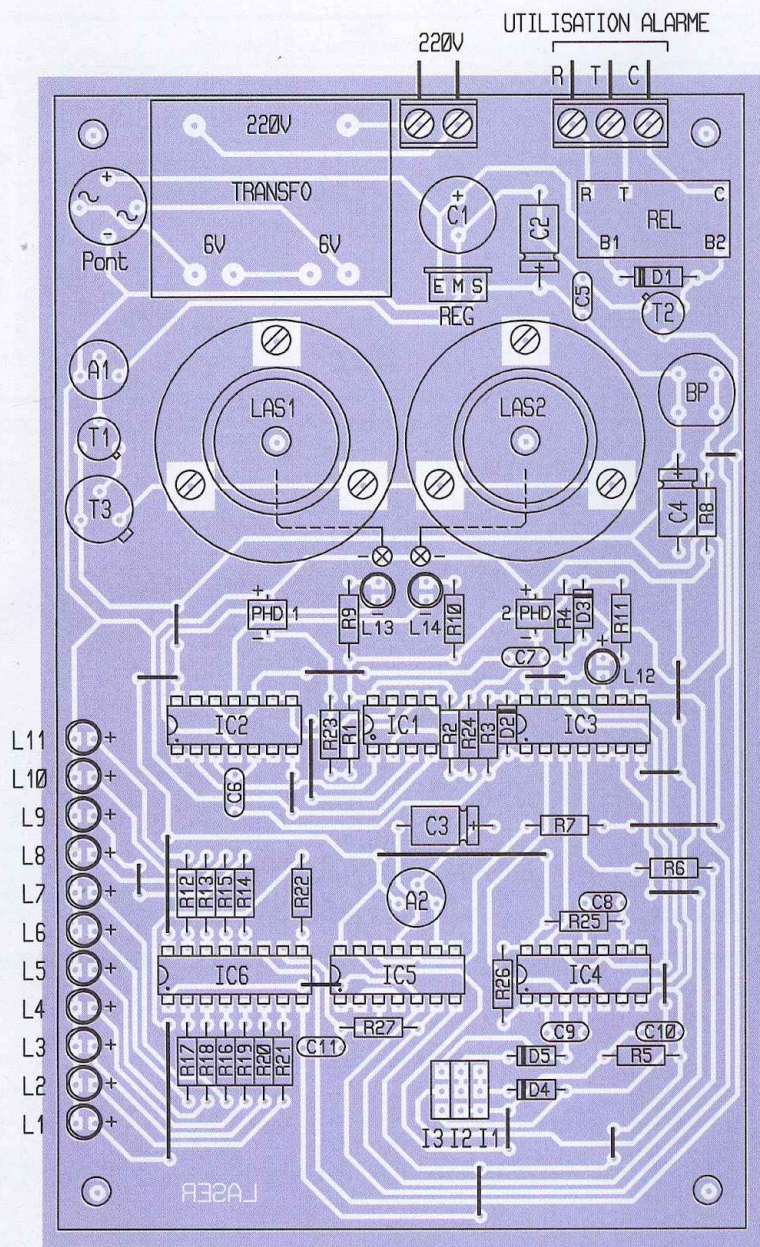 UTILISATION ALARME
220V
R T C
220V
TRANSFO
6V 6V
+
-
Pont
+
C1
C2
R T C
REL
B1 B2
E M S
REG
C5
D1
T2
A1
T1
T3
LAS1
LAS2
BP
C4
R8
- -
+
PHD 1
-
R9
L13
-
L14
R10
+
2 PHD
-
R4
D3
R11
C7
+
L12
IC2
R23
R1
IC1
R2
R24
R3
D2
IC3
L11 +
L10 +
L9 +
L8 +
L7 +
L6 +
L5 +
L4 +
L3 +
L2 +
L1 +
C6
C3 +
R7
R6
R12
R13
R15
R14
R22
A2
C8
R25
IC6
IC5
R26
IC4
R17
R18
R16
R19
R20
R21
C11
R27
C9
C10
D5
R5
D4
I3 I2 I1
LASER